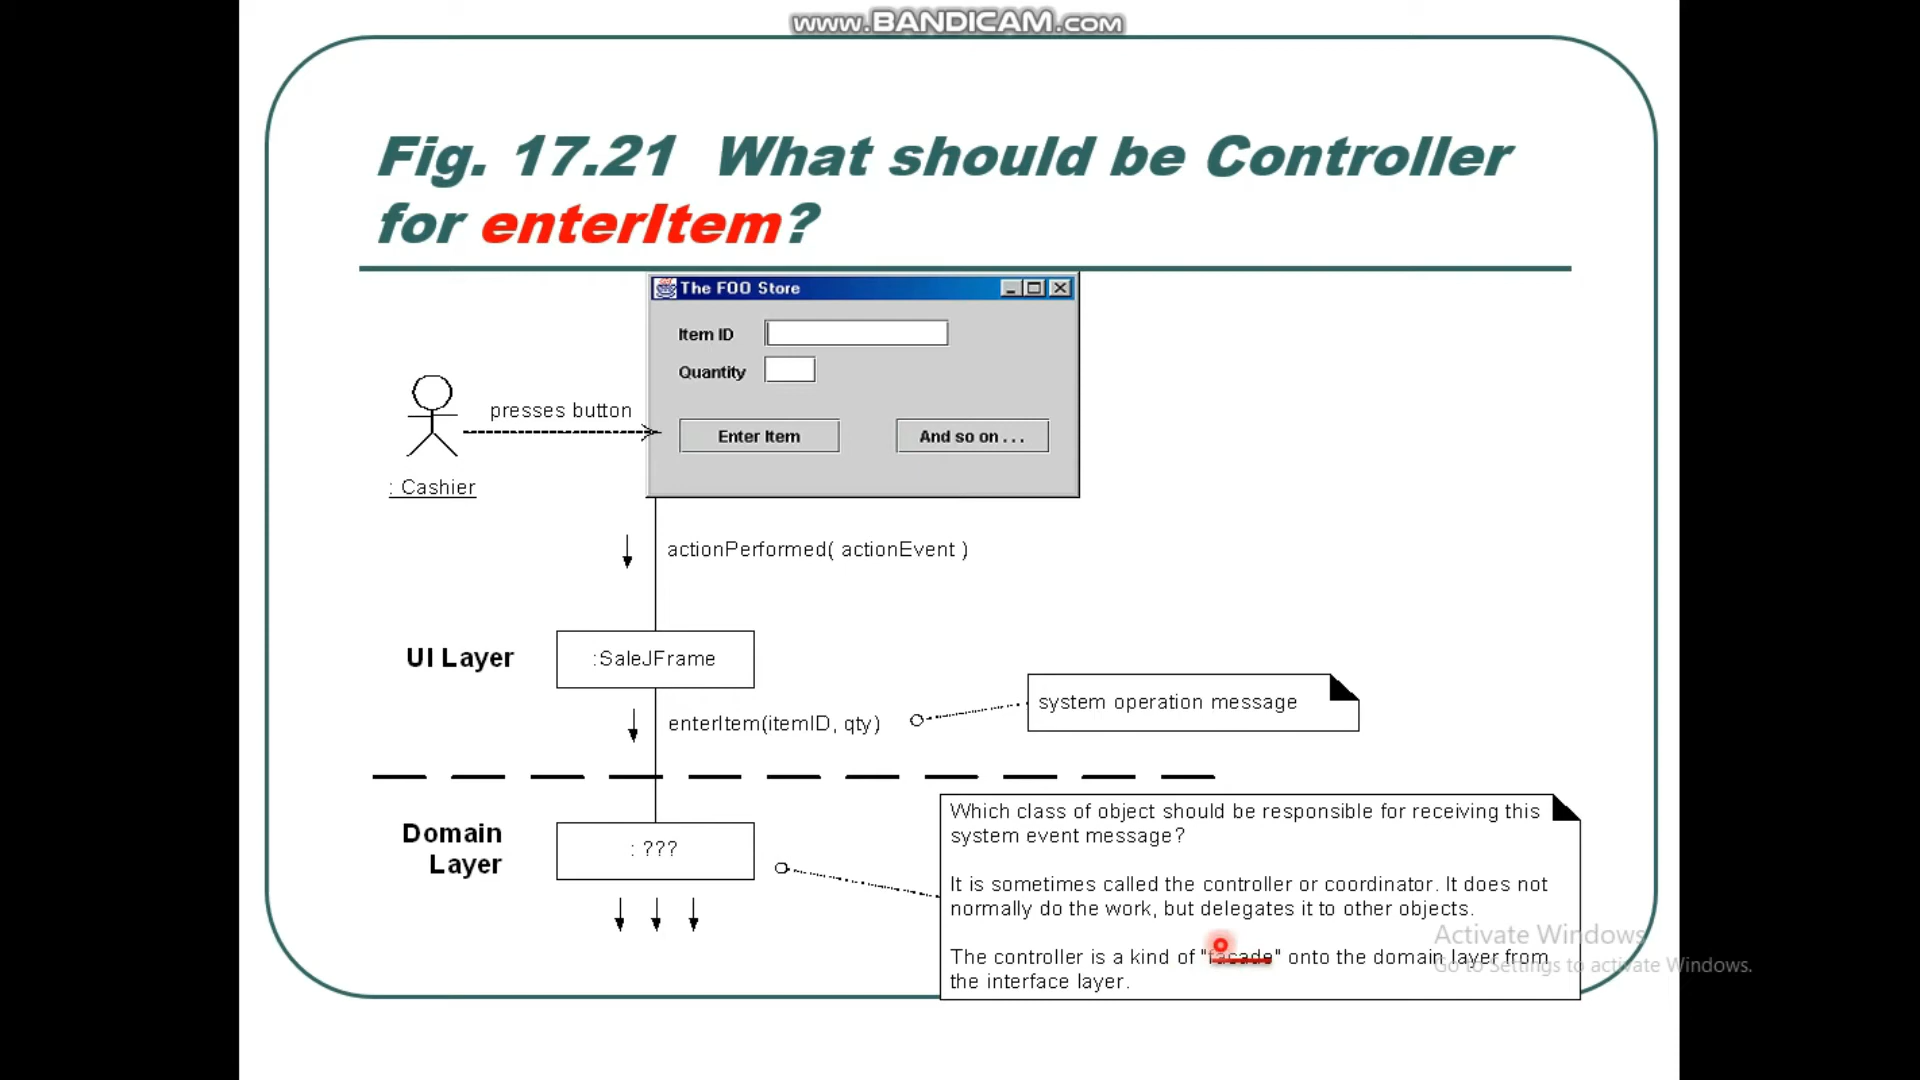 www.BANDICAM.com
Fig. 17.21 What should be Controller
for enterItem?
The FOO Store
Item ID
Quantity
presses button
Enter Item
And so on . . .
: Cashier
actionPerformed( actionEvent )
UI Layer
:SaleJFrame
system operation message
enterItem(itemID, qty)
Which class of object should be responsible for receiving this
system event message?
Domain
Layer
: ???
It is sometimes called the controller or coordinator. It does not
normally do the work, but delegates it to other objects.
Activate Windows
The controller is a kind of "facade" onto the domain layer from
Go to Settings to activate Windows.
the interface layer.